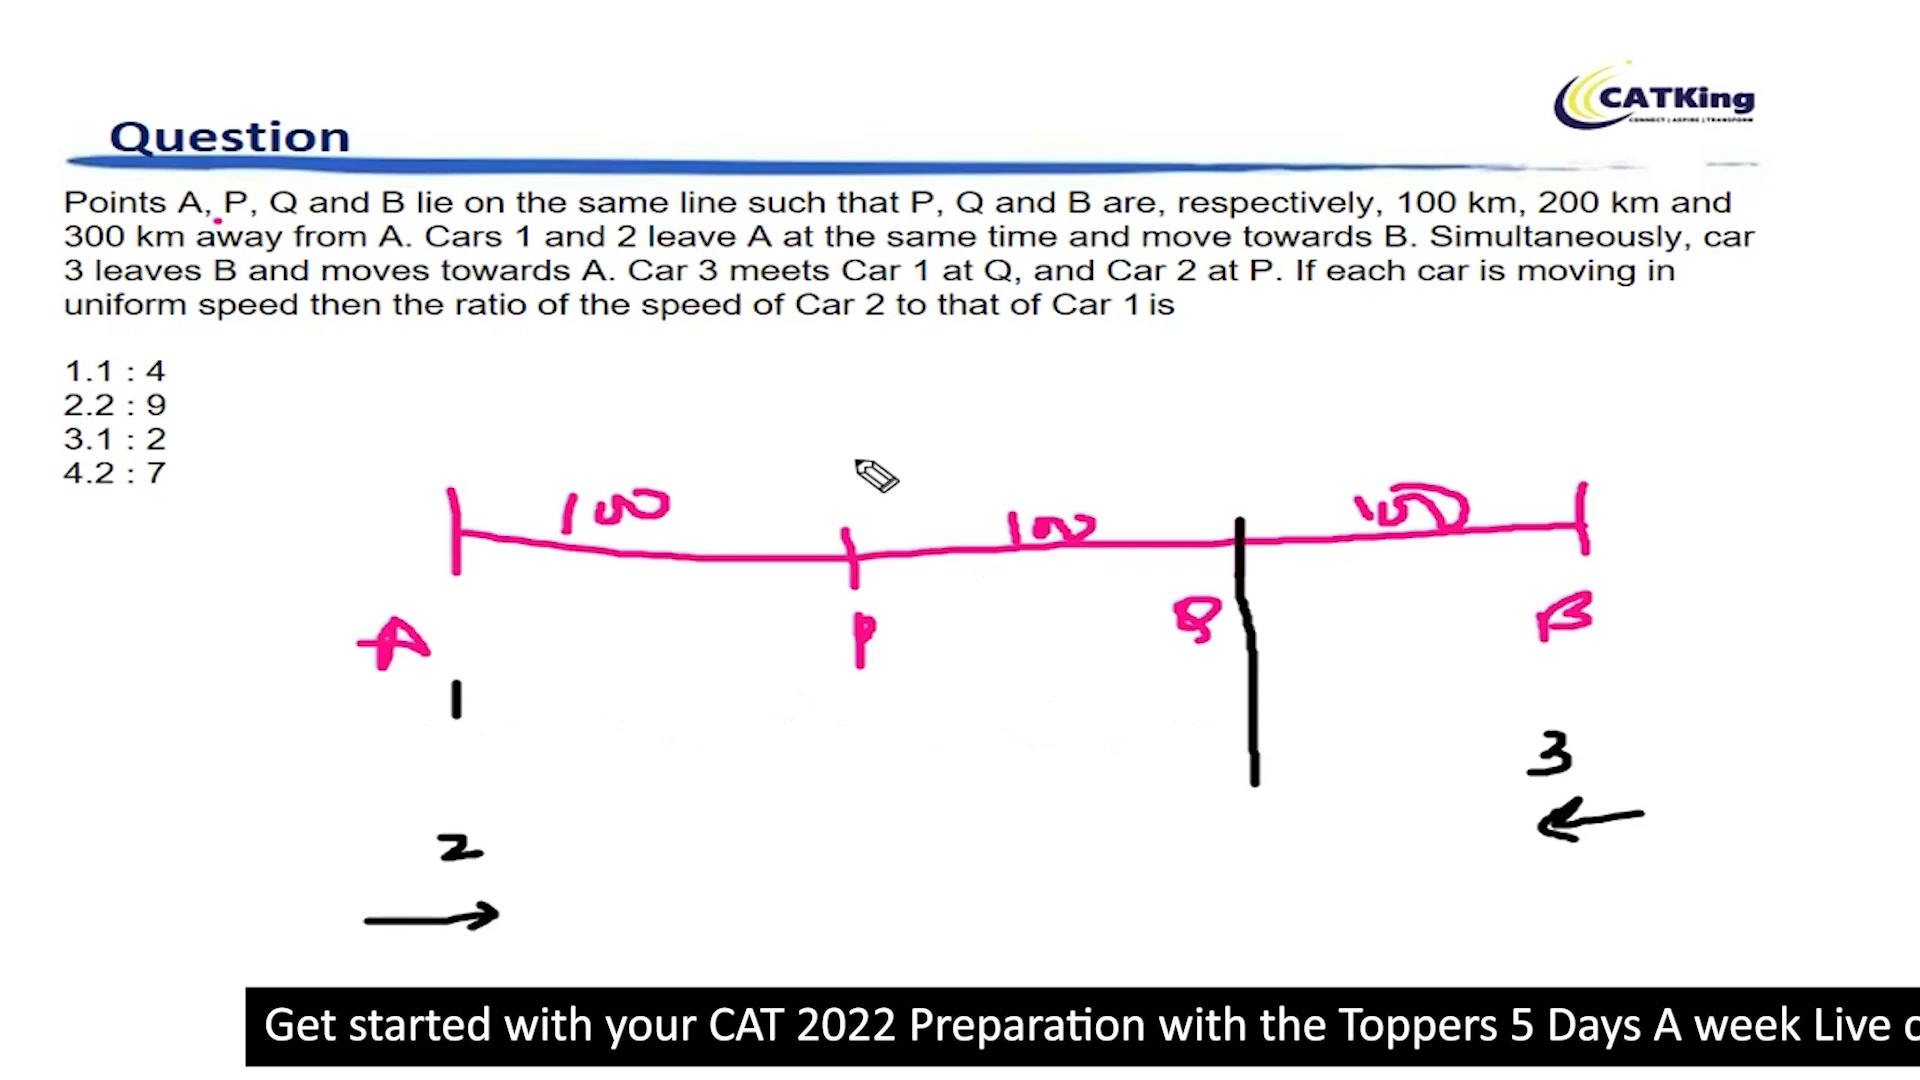 CATKing
CONNECT | ASPIRE | TRANSFORM
Question
Points A, P, Q and B lie on the same line such that P, Q and B are, respectively, 100 km, 200 km and
300 km away from A. Cars 1 and 2 leave A at the same time and move towards B. Simultaneously, car
3 leaves B and moves towards A. Car 3 meets Car 1 at Q, and Car 2 at P. If each car is moving in
uniform speed then the ratio of the speed of Car 2 to that of Car 1 is
1.1 : 4
2.2 : 9
3.1 : 2
4.2 : 7
100 100 100
A P Q B
1
3
2
Get started with your CAT 2022 Preparation with the Toppers 5 Days A week Live